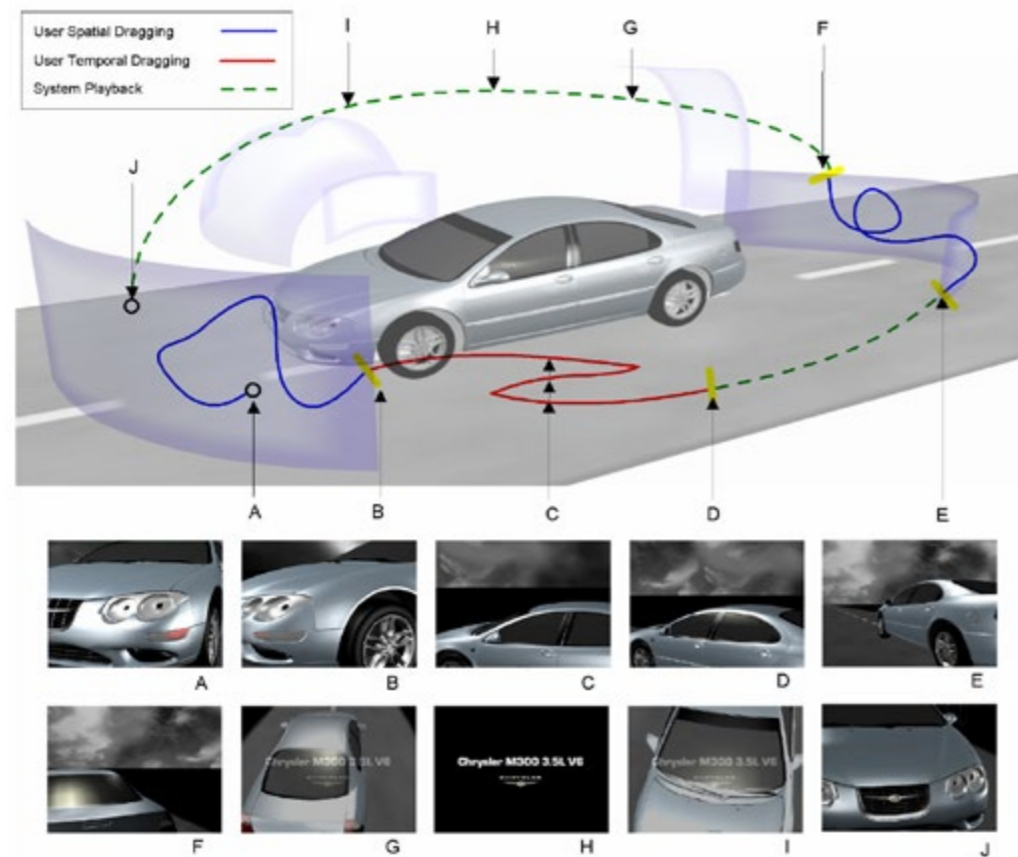 User Spatial Dragging
User Temporal Dragging
System Playback
I
H
G
F
J
A
B
C
D
E
A
B
C
D
E
Chrysler M300 3.5L V6
Chrysler M300 3.5L V6
Chrysler M300 3.5L V6
CHRYSLER
F
G
H
I
J